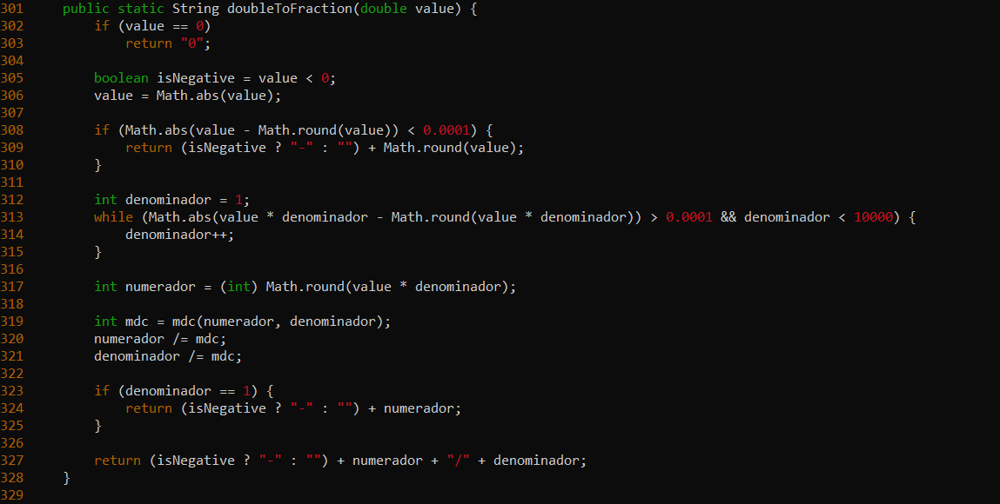 301     public static String doubleToFraction(double value) {
302         if (value == 0)
303             return "0";
304
305         boolean isNegative = value < 0;
306         value = Math.abs(value);
307
308         if (Math.abs(value - Math.round(value)) < 0.0001) {
309             return (isNegative ? "-" : "") + Math.round(value);
310         }
311
312         int denominador = 1;
313         while (Math.abs(value * denominador - Math.round(value * denominador)) > 0.0001 && denominador < 10000) {
314             denominador++;
315         }
316
317         int numerador = (int) Math.round(value * denominador);
318
319         int mdc = mdc(numerador, denominador);
320         numerador /= mdc;
321         denominador /= mdc;
322
323         if (denominador == 1) {
324             return (isNegative ? "-" : "") + numerador;
325         }
326
327         return (isNegative ? "-" : "") + numerador + "/" + denominador;
328     }
329